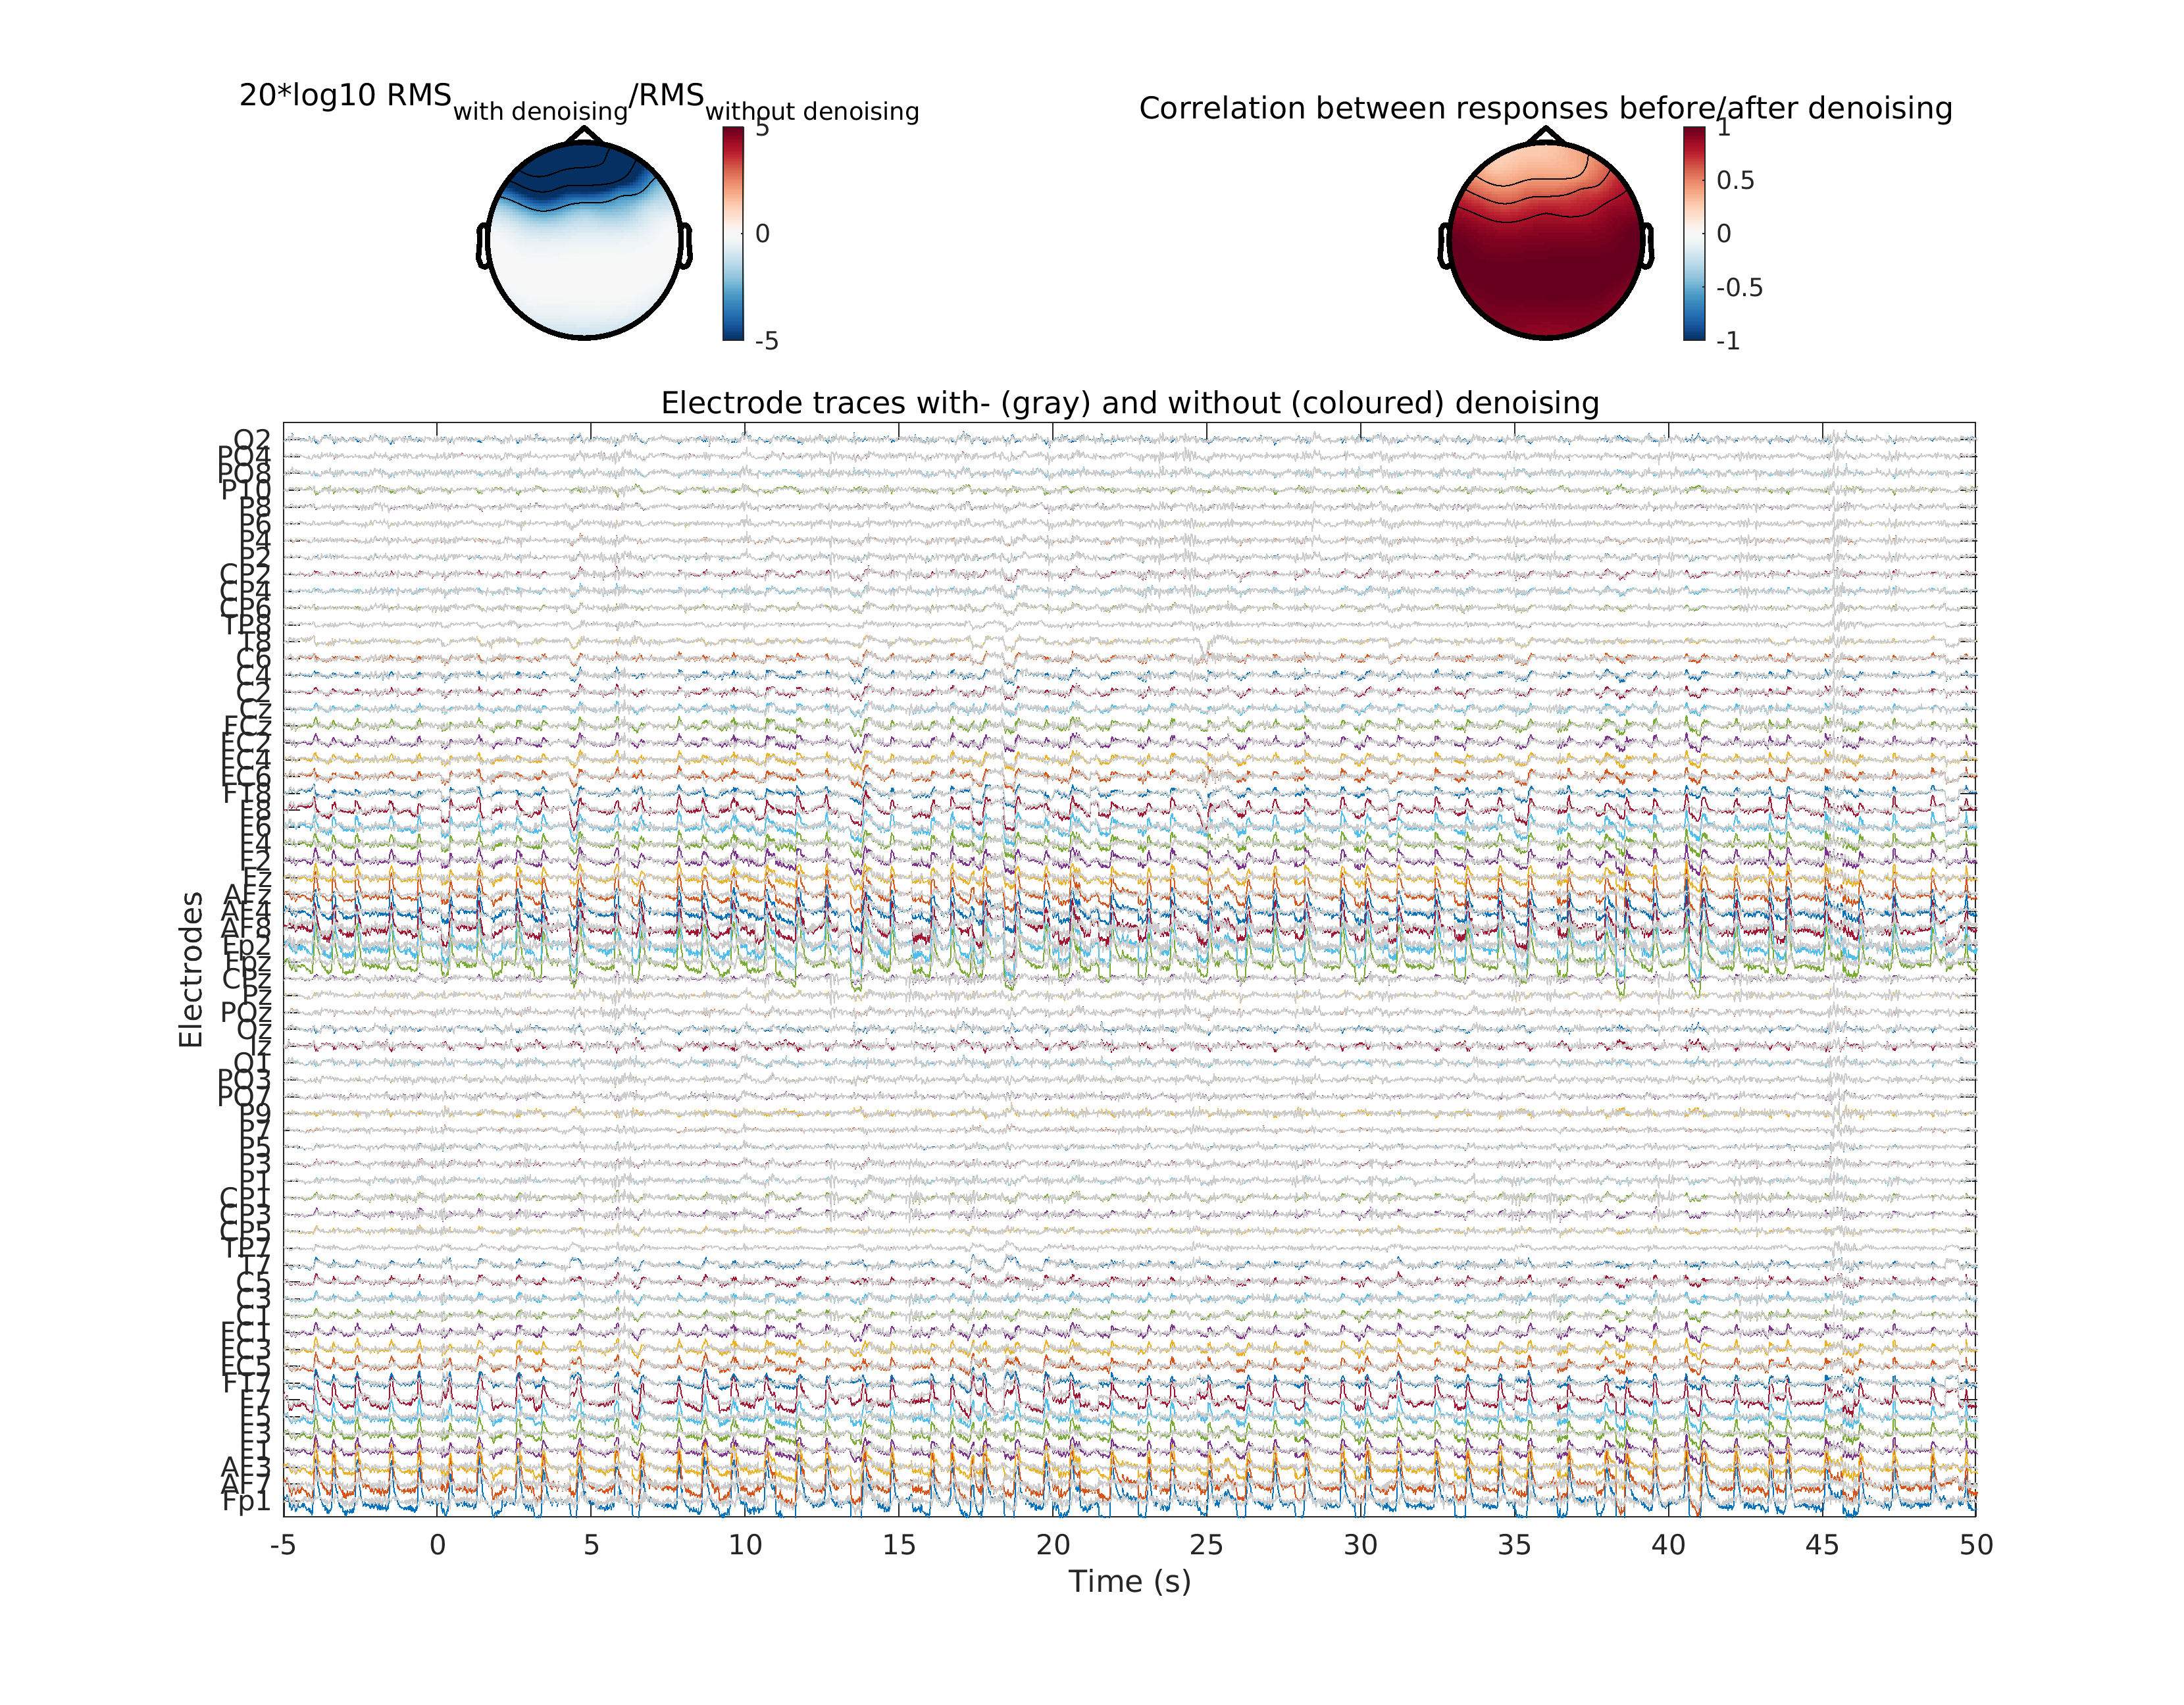 20*log10 RMS with denoising/RMS without denoising
5
0
-5
Correlation between responses before/after denoising
1
0.5
0
-0.5
-1
Electrode traces with- (gray) and without (coloured) denoising
Electrodes
O2
PO4
PO8
P10
P8
P6
P4
P2
CP2
CP4
CP6
TP8
T8
C6
C4
C2
Cz
FCz
FC2
FC4
FC6
FT8
F8
F6
F4
F2
Fz
AFz
AF4
AF8
Fp2
Fpz
CPz
Pz
POz
Oz
Iz
O1
PO3
PO7
P9
P7
P5
P3
P1
CP1
CP3
CP5
TP7
T7
C5
C3
C1
FC1
FC3
FC5
FT7
F7
F5
F3
F1
AF3
AF7
Fp1
-5 0 5 10 15 20 25 30 35 40 45 50
Time (s)